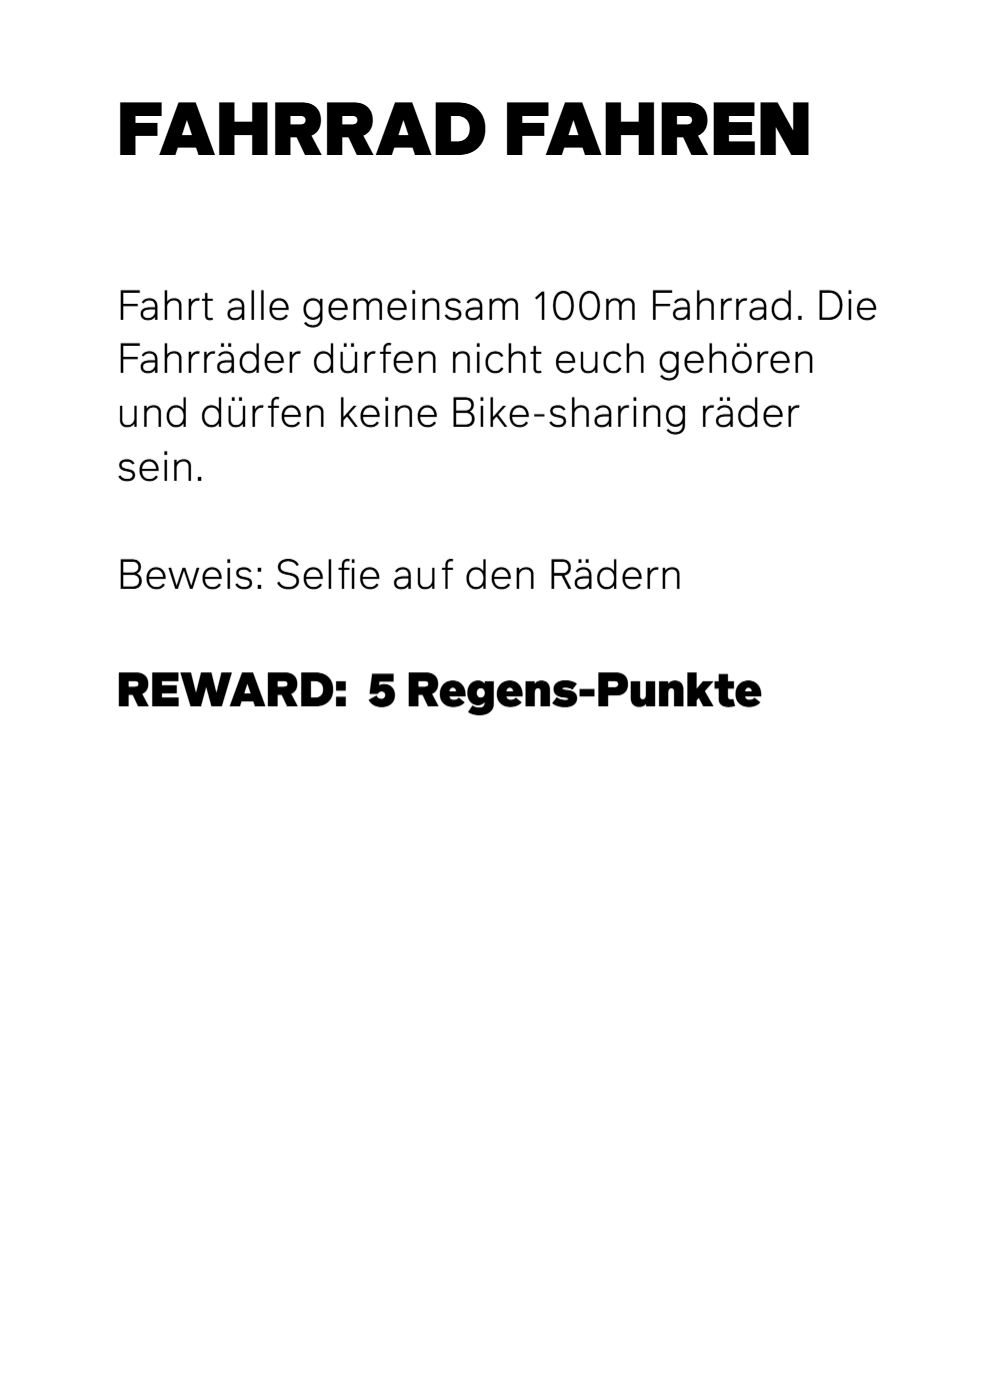 FAHRRAD FAHREN
Fahrt alle gemeinsam 100m Fahrrad. Die
Fahrräder dürfen nicht euch gehören
und dürfen keine Bike-sharing räder
sein.
Beweis: Selfie auf den Rädern
REWARD: 5 Regens-Punkte